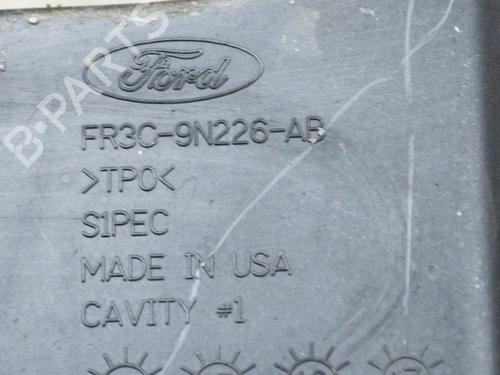 B-PARTS
Ford
FR3C-9N226-AB
>TPO<
S1PEC
MADE IN USA
CAVITY #1